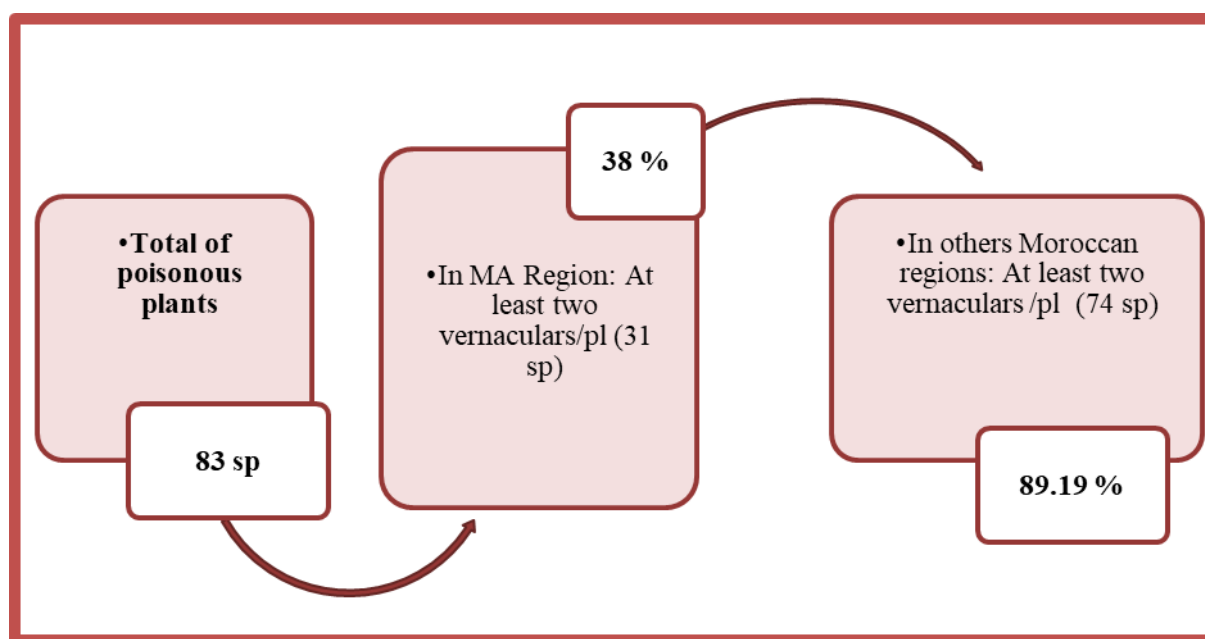 •Total of
poisonous
plants
83 sp
38 %
•In MA Region: At
least two
vernaculars/pl (31
sp)
•In others Moroccan
regions: At least two
vernaculars /pl (74 sp)
89.19 %